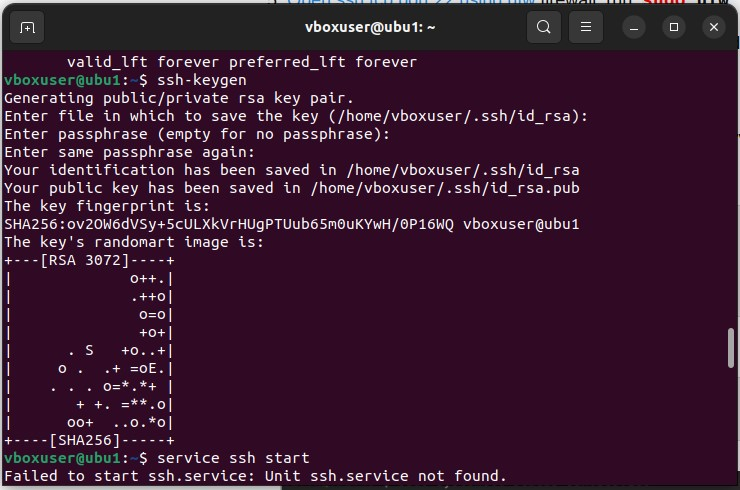 vboxuser@ubu1: ~
valid_lft forever preferred_lft forever
vboxuser@ubu1:~$ ssh-keygen
Generating public/private rsa key pair.
Enter file in which to save the key (/home/vboxuser/.ssh/id_rsa):
Enter passphrase (empty for no passphrase):
Enter same passphrase again:
Your identification has been saved in /home/vboxuser/.ssh/id_rsa
Your public key has been saved in /home/vboxuser/.ssh/id_rsa.pub
The key fingerprint is:
SHA256:ov2OW6dVSy+5cULXkVrHUgPTUub65m0uKYwH/0P16WQ vboxuser@ubu1
The key's randomart image is:
+---[RSA 3072]----+
|             o++.|
|             .++o|
|              o=o|
|              +o+|
|      . S   +o..+|
|     o .  .+ =oE.|
|    . . . o=*.*+ |
|       + +. =**.o|
|      oo+  ..o.*o|
+----[SHA256]-----+
vboxuser@ubu1:~$ service ssh start
Failed to start ssh.service: Unit ssh.service not found.